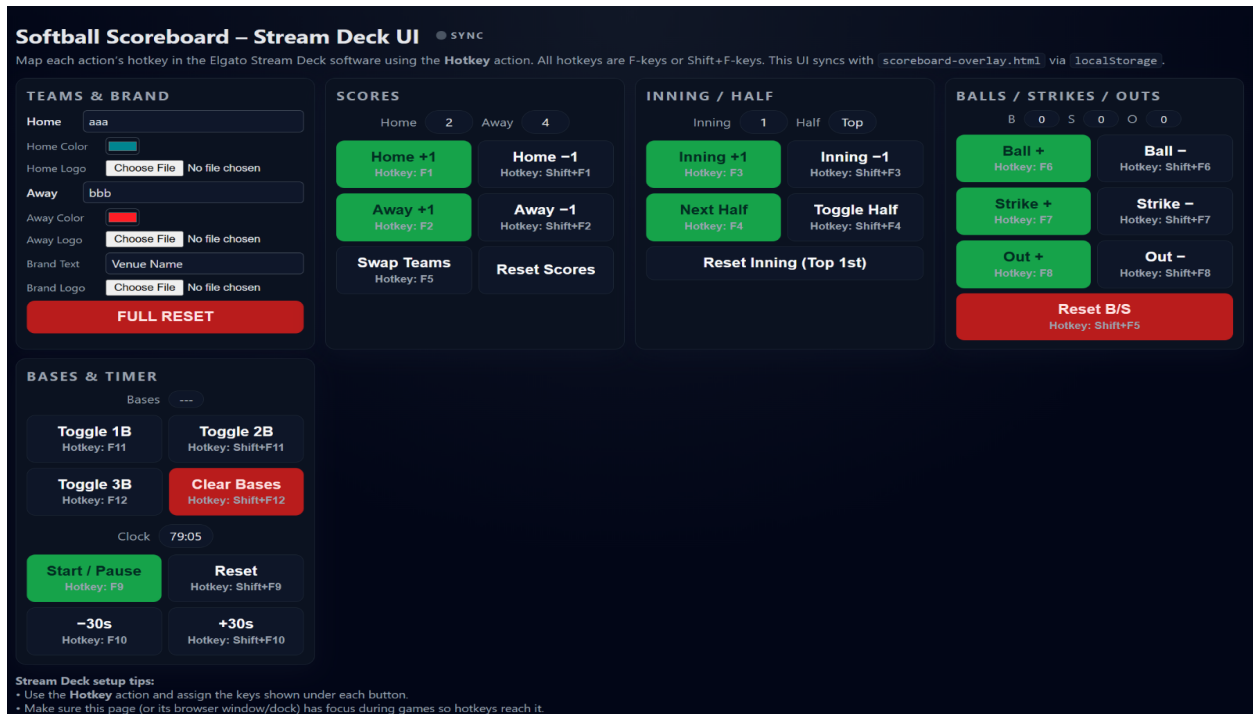 Softball Scoreboard – Stream Deck UI SYNC
Map each action's hotkey in the Elgato Stream Deck software using the Hotkey action. All hotkeys are F-keys or Shift+F-keys. This UI syncs with scoreboard-overlay.html via localStorage.
TEAMS & BRAND
Home aaa
Home Color
Home Logo Choose File No file chosen
Away bbb
Away Color
Away Logo Choose File No file chosen
Brand Text Venue Name
Brand Logo Choose File No file chosen
FULL RESET
SCORES
Home 2 Away 4
Home +1 Home −1
Hotkey: F1 Hotkey: Shift+F1
Away +1 Away −1
Hotkey: F2 Hotkey: Shift+F2
Swap Teams Reset Scores
Hotkey: F5
INNING / HALF
Inning 1 Half Top
Inning +1 Inning −1
Hotkey: F3 Hotkey: Shift+F3
Next Half Toggle Half
Hotkey: F4 Hotkey: Shift+F4
Reset Inning (Top 1st)
BALLS / STRIKES / OUTS
B 0 S 0 O 0
Ball + Ball −
Hotkey: F6 Hotkey: Shift+F6
Strike + Strike −
Hotkey: F7 Hotkey: Shift+F7
Out + Out −
Hotkey: F8 Hotkey: Shift+F8
Reset B/S
Hotkey: Shift+F5
BASES & TIMER
Bases ---
Toggle 1B Toggle 2B
Hotkey: F11 Hotkey: Shift+F11
Toggle 3B Clear Bases
Hotkey: F12 Hotkey: Shift+F12
Clock 79:05
Start / Pause Reset
Hotkey: F9 Hotkey: Shift+F9
−30s +30s
Hotkey: F10 Hotkey: Shift+F10
Stream Deck setup tips:
• Use the Hotkey action and assign the keys shown under each button.
• Make sure this page (or its browser window/dock) has focus during games so hotkeys reach it.